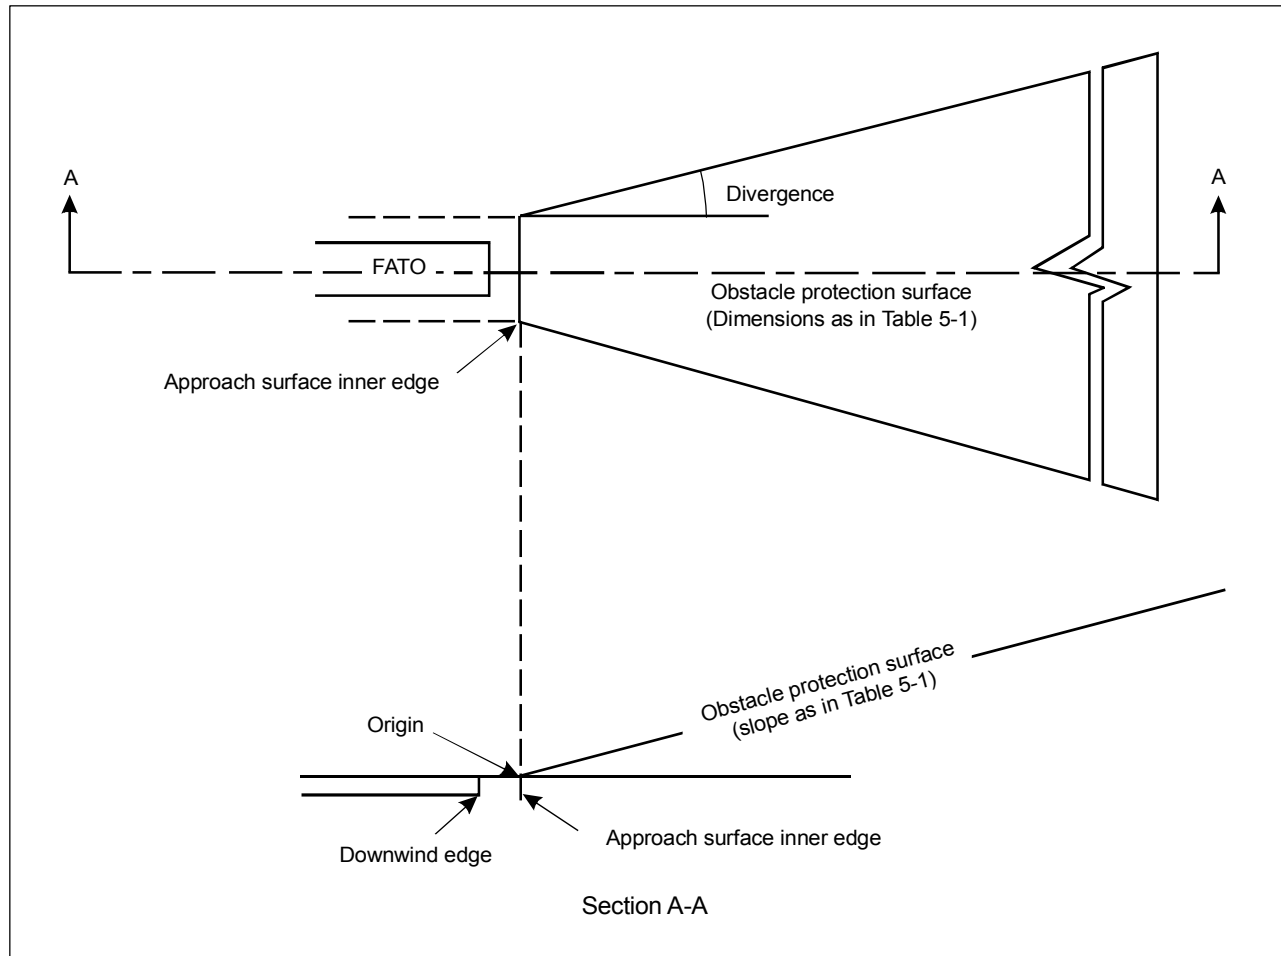 A
A
Divergence
FATO
Obstacle protection surface
(Dimensions as in Table 5-1)
Approach surface inner edge
Obstacle protection surface
(slope as in Table 5-1)
Origin
Approach surface inner edge
Downwind edge
Section A-A